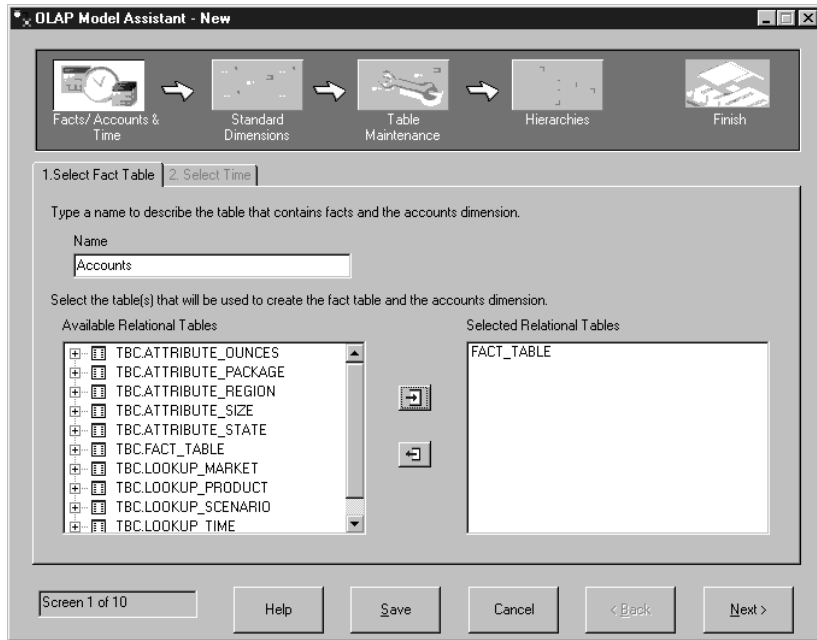 OLAP Model Assistant - New
Facts/Accounts &
Time
Standard
Dimensions
Table
Maintenance
Hierarchies
Finish
1.Select Fact Table
2. Select Time
Type a name to describe the table that contains facts and the accounts dimension.
Name
Accounts
Select the table(s) that will be used to create the fact table and the accounts dimension.
Available Relational Tables
Selected Relational Tables
TBC.ATTRIBUTE_OUNCES
TBC.ATTRIBUTE_PACKAGE
TBC.ATTRIBUTE_REGION
TBC.ATTRIBUTE_SIZE
TBC.ATTRIBUTE_STATE
TBC.FACT_TABLE
TBC.LOOKUP_MARKET
TBC.LOOKUP_PRODUCT
TBC.LOOKUP_SCENARIO
TBC.LOOKUP_TIME
FACT_TABLE
Screen 1 of 10
Help
Save
Cancel
< Back
Next >